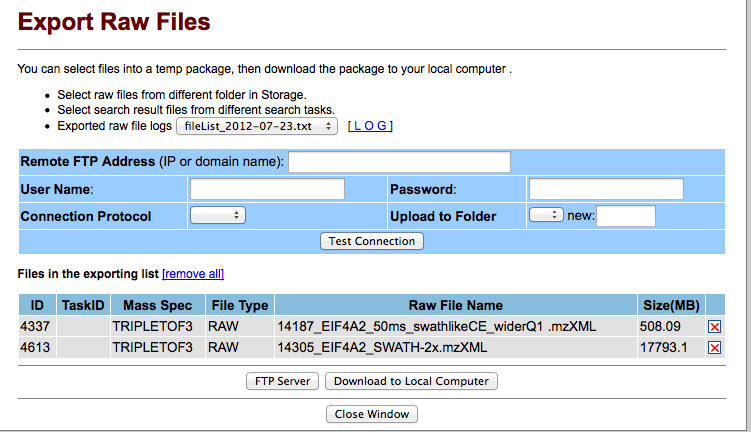 Export Raw Files
You can select files into a temp package, then download the package to your local computer .
Select raw files from different folder in Storage.
Select search result files from different search tasks.
Exported raw file logs fileList_2012-07-23.txt [ L O G ]
Remote FTP Address (IP or domain name):
User Name: Password:
Connection Protocol Upload to Folder new:
Test Connection
Files in the exporting list [remove all]
ID TaskID Mass Spec File Type Raw File Name Size(MB)
4337 TRIPLETOF3 RAW 14187_EIF4A2_50ms_swathlikeCE_widerQ1 .mzXML 508.09
4613 TRIPLETOF3 RAW 14305_EIF4A2_SWATH-2x.mzXML 17793.1
FTP Server Download to Local Computer
Close Window